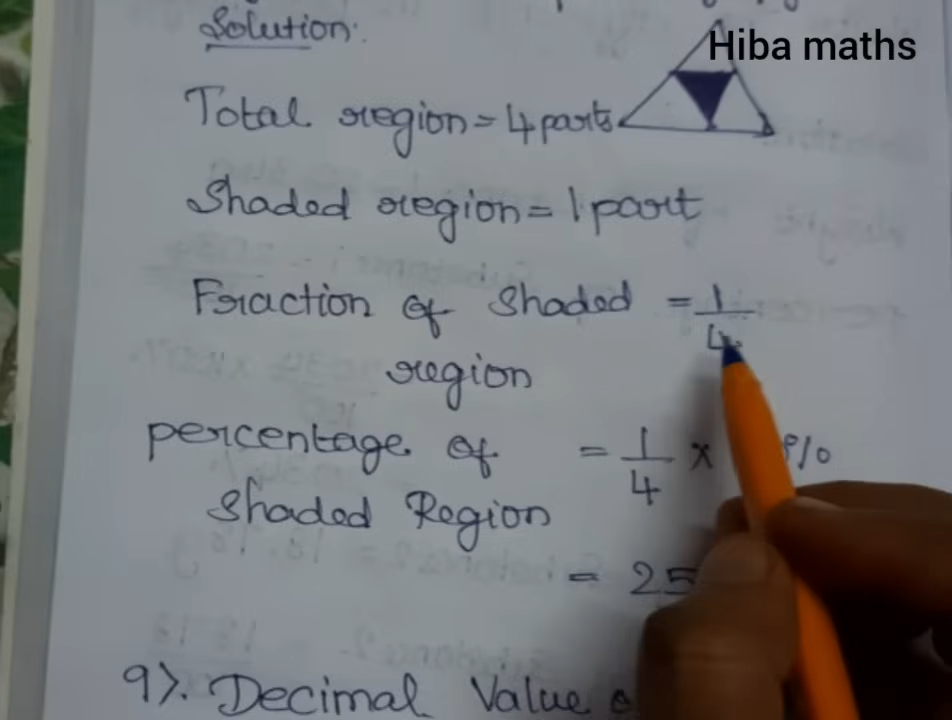 Solution:
Hiba maths
Total region = 4 parts
Shaded region = 1 part
Fraction of shaded = 1/4
region
percentage of = 1/4 × %
Shaded Region
= 25
9). Decimal Value